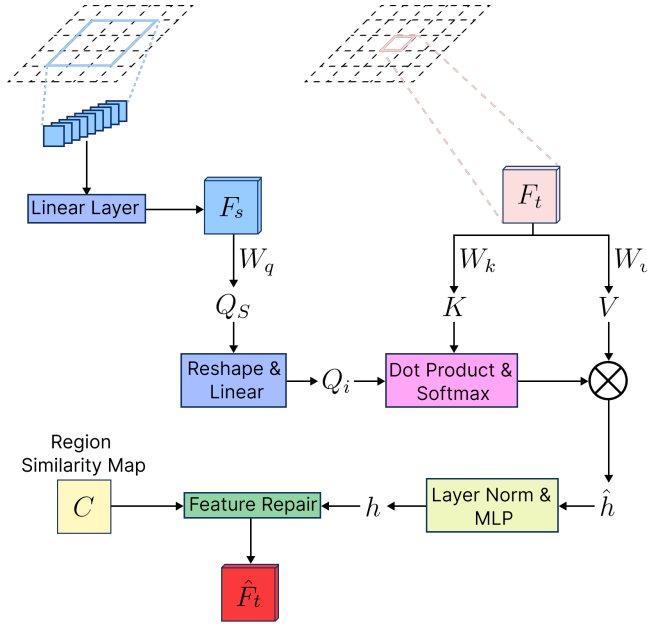 Linear Layer
F_s
F_t
W_q
W_k
W_v
Q_S
K
V
Reshape &
Linear
Q_i
Dot Product &
Softmax
Region
Similarity Map
C
Feature Repair
h
Layer Norm &
MLP
ĥ
F̂_t